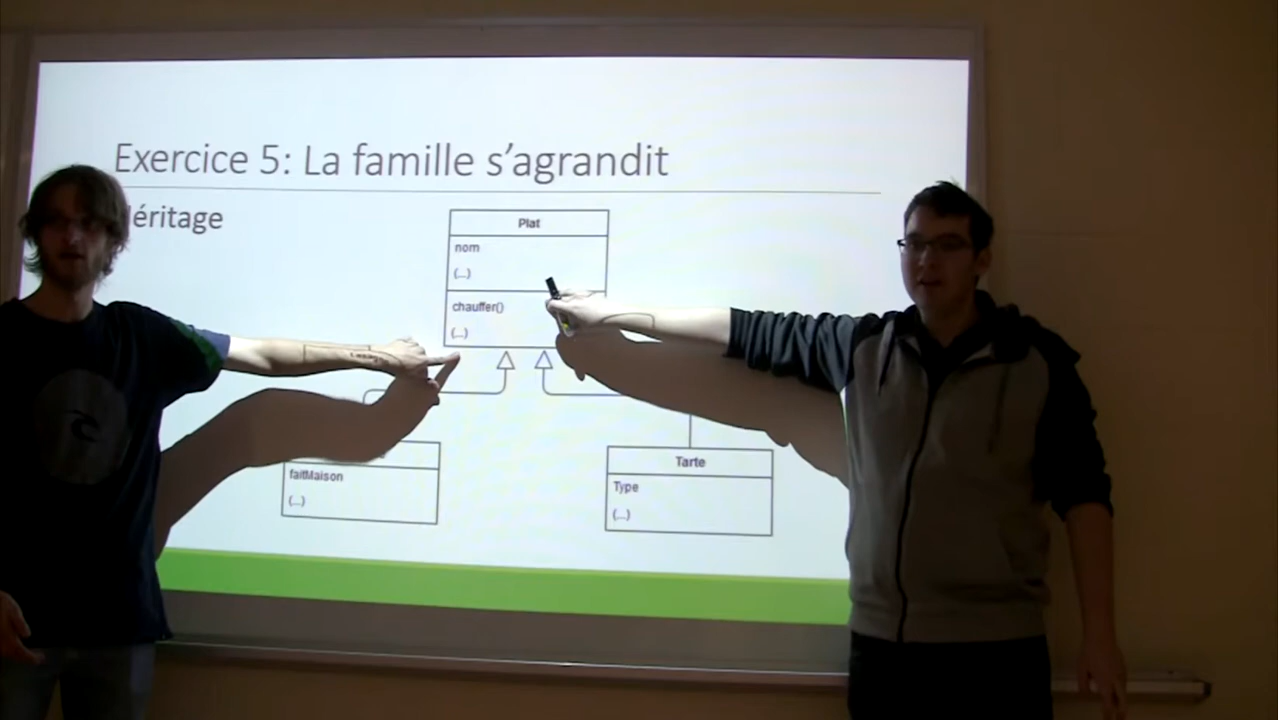 Exercice 5: La famille s'agrandit
éritage
Plat
nom
(...)
chauffer()
(...)
faitMaison
(...)
Tarte
Type
(...)